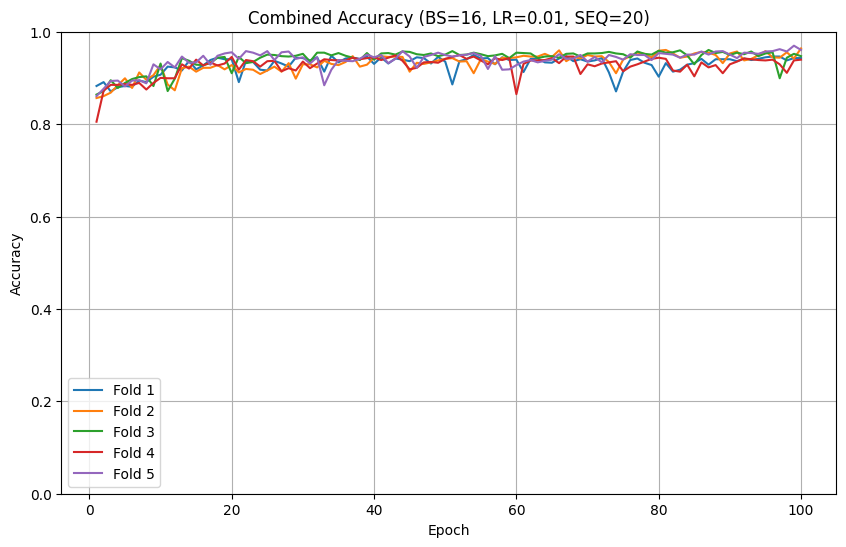 Combined Accuracy (BS=16, LR=0.01, SEQ=20)
1.0
0.8
0.6
0.4
0.2
0.0
Accuracy
Fold 1
Fold 2
Fold 3
Fold 4
Fold 5
0 20 40 60 80 100
Epoch